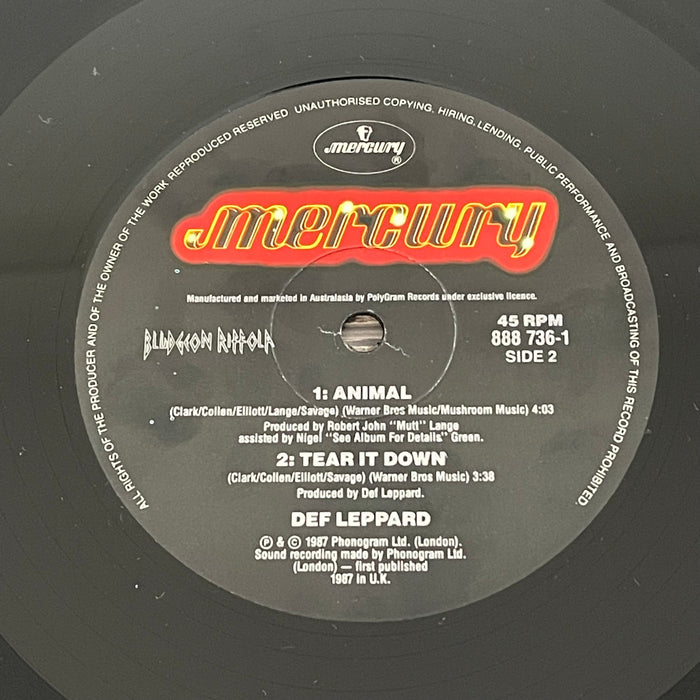 ALL RIGHTS OF THE PRODUCER AND OF THE OWNER OF THE WORK REPRODUCED RESERVED UNAUTHORISED COPYING, HIRING, LENDING, PUBLIC PERFORMANCE AND BROADCASTING OF THIS RECORD PROHIBITED.
mercury®
mercury
Manufactured and marketed in Australasia by PolyGram Records under exclusive licence.
BLUDGEON RIFFOLA
45 RPM
888 736-1
SIDE 2
1: ANIMAL
(Clark/Collen/Elliott/Lange/Savage) (Warner Bros Music/Mushroom Music) 4:03
Produced by Robert John "Mutt" Lange
assisted by Nigel "See Album For Details" Green.
2: TEAR IT DOWN
(Clark/Collen/Elliott/Savage) (Warner Bros Music) 3:38
Produced by Def Leppard.
DEF LEPPARD
℗ & © 1987 Phonogram Ltd. (London).
Sound recording made by Phonogram Ltd.
(London) — first published
1987 in U.K.